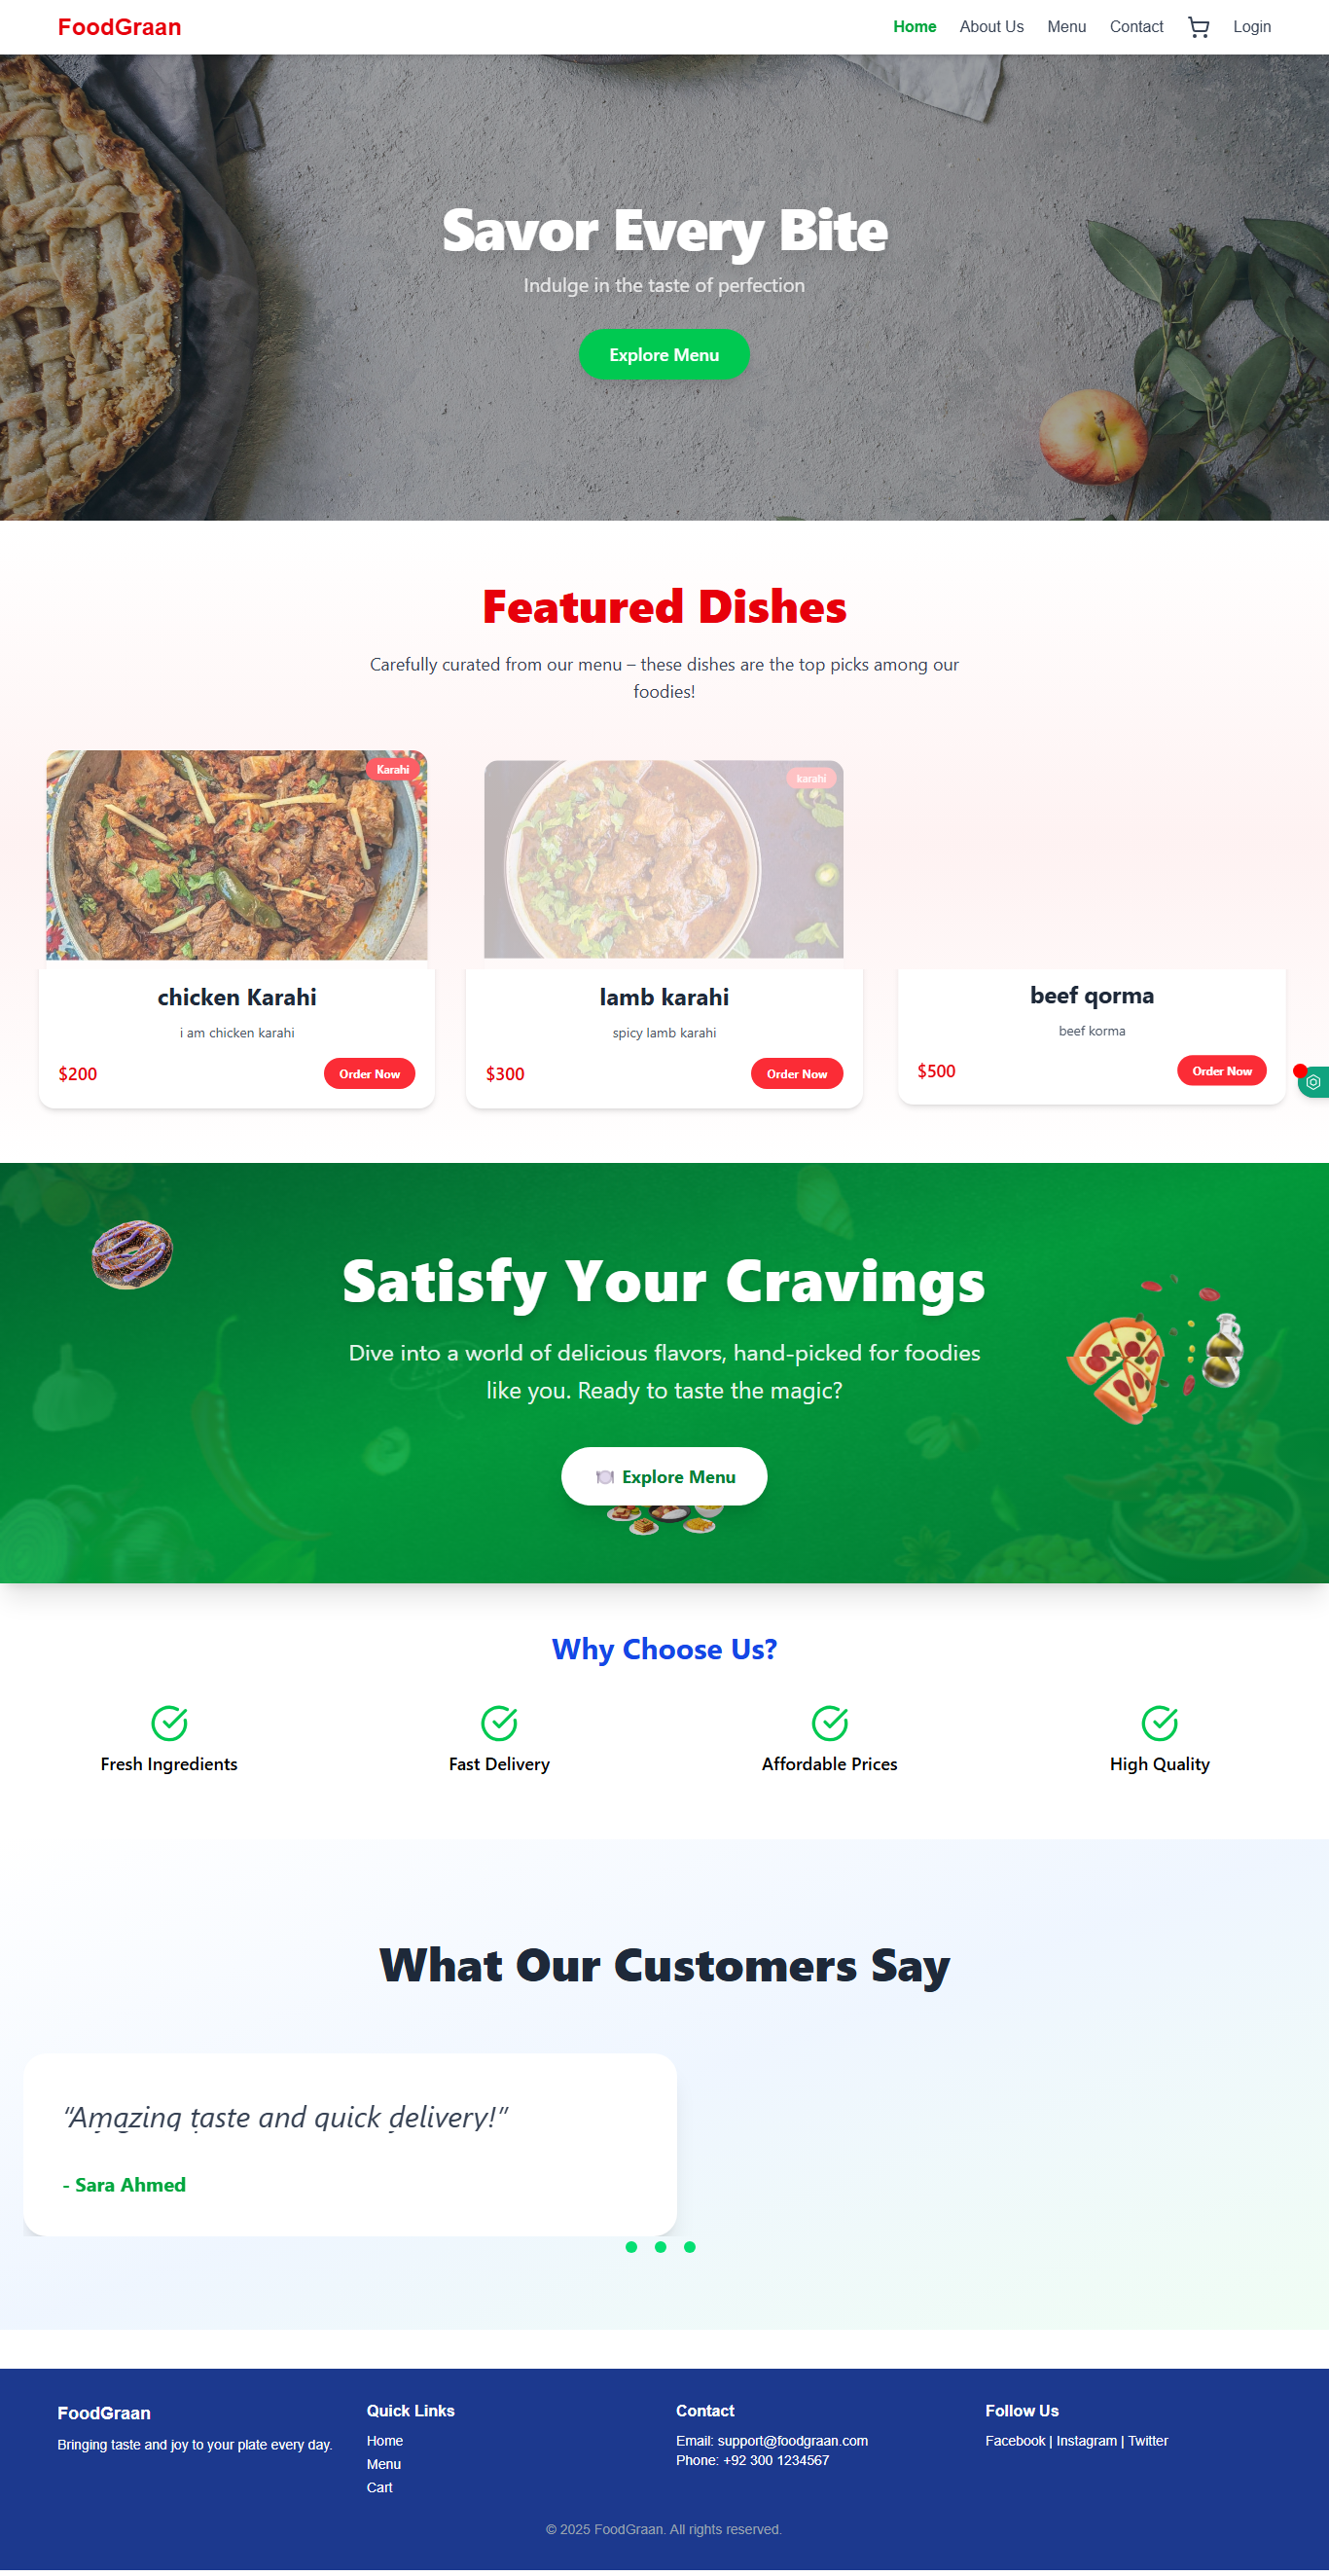 FoodGraan
Home About Us Menu Contact Login
Savor Every Bite
Indulge in the taste of perfection
Explore Menu
Featured Dishes
Carefully curated from our menu – these dishes are the top picks among our
foodies!
Karahi
karahi
chicken Karahi
i am chicken karahi
$200 Order Now
lamb karahi
spicy lamb karahi
$300 Order Now
beef qorma
beef korma
$500 Order Now
Satisfy Your Cravings
Dive into a world of delicious flavors, hand-picked for foodies
like you. Ready to taste the magic?
Explore Menu
Why Choose Us?
Fresh Ingredients
Fast Delivery
Affordable Prices
High Quality
What Our Customers Say
“Amazing taste and quick delivery!”
- Sara Ahmed
FoodGraan
Bringing taste and joy to your plate every day.
Quick Links
Home
Menu
Cart
Contact
Email: support@foodgraan.com
Phone: +92 300 1234567
Follow Us
Facebook | Instagram | Twitter
© 2025 FoodGraan. All rights reserved.